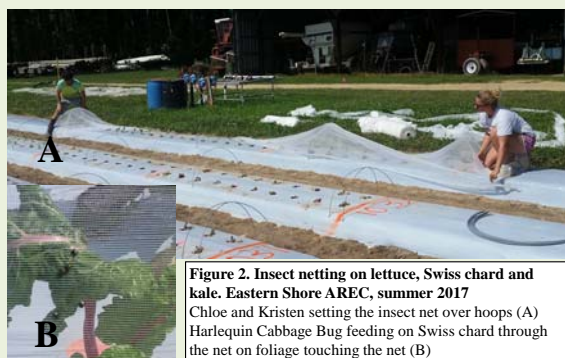 A
B
Figure 2. Insect netting on lettuce, Swiss chard and
kale. Eastern Shore AREC, summer 2017
Chloe and Kristen setting the insect net over hoops (A)
Harlequin Cabbage Bug feeding on Swiss chard through
the net on foliage touching the net (B)